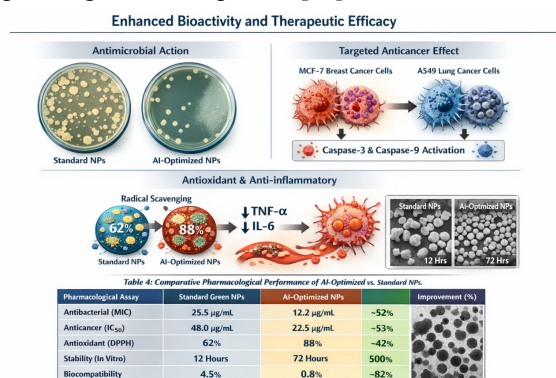 Enhanced Bioactivity and Therapeutic Efficacy
Antimicrobial Action
Standard NPs
AI-Optimized NPs
Targeted Anticancer Effect
MCF-7 Breast Cancer Cells
A549 Lung Cancer Cells
Caspase-3 & Caspase-9 Activation
Antioxidant & Anti-inflammatory
Radical Scavenging
62%
88%
Standard NPs
AI-Optimized NPs
↓TNF-α
↓IL-6
Standard NPs
12 Hrs
AI-Optimized NPs
72 Hrs
Table 4: Comparative Pharmacological Performance of AI-Optimized vs. Standard NPs.
Pharmacological Assay Standard Green NPs AI-Optimized NPs Improvement (%)
Antibacterial (MIC) 25.5 µg/mL 12.2 µg/mL ~52%
Anticancer (IC50) 48.0 µg/mL 22.5 µg/mL ~53%
Antioxidant (DPPH) 62% 88% ~42%
Stability (In Vitro) 12 Hours 72 Hours 500%
Biocompatibility 4.5% 0.8% ~82%